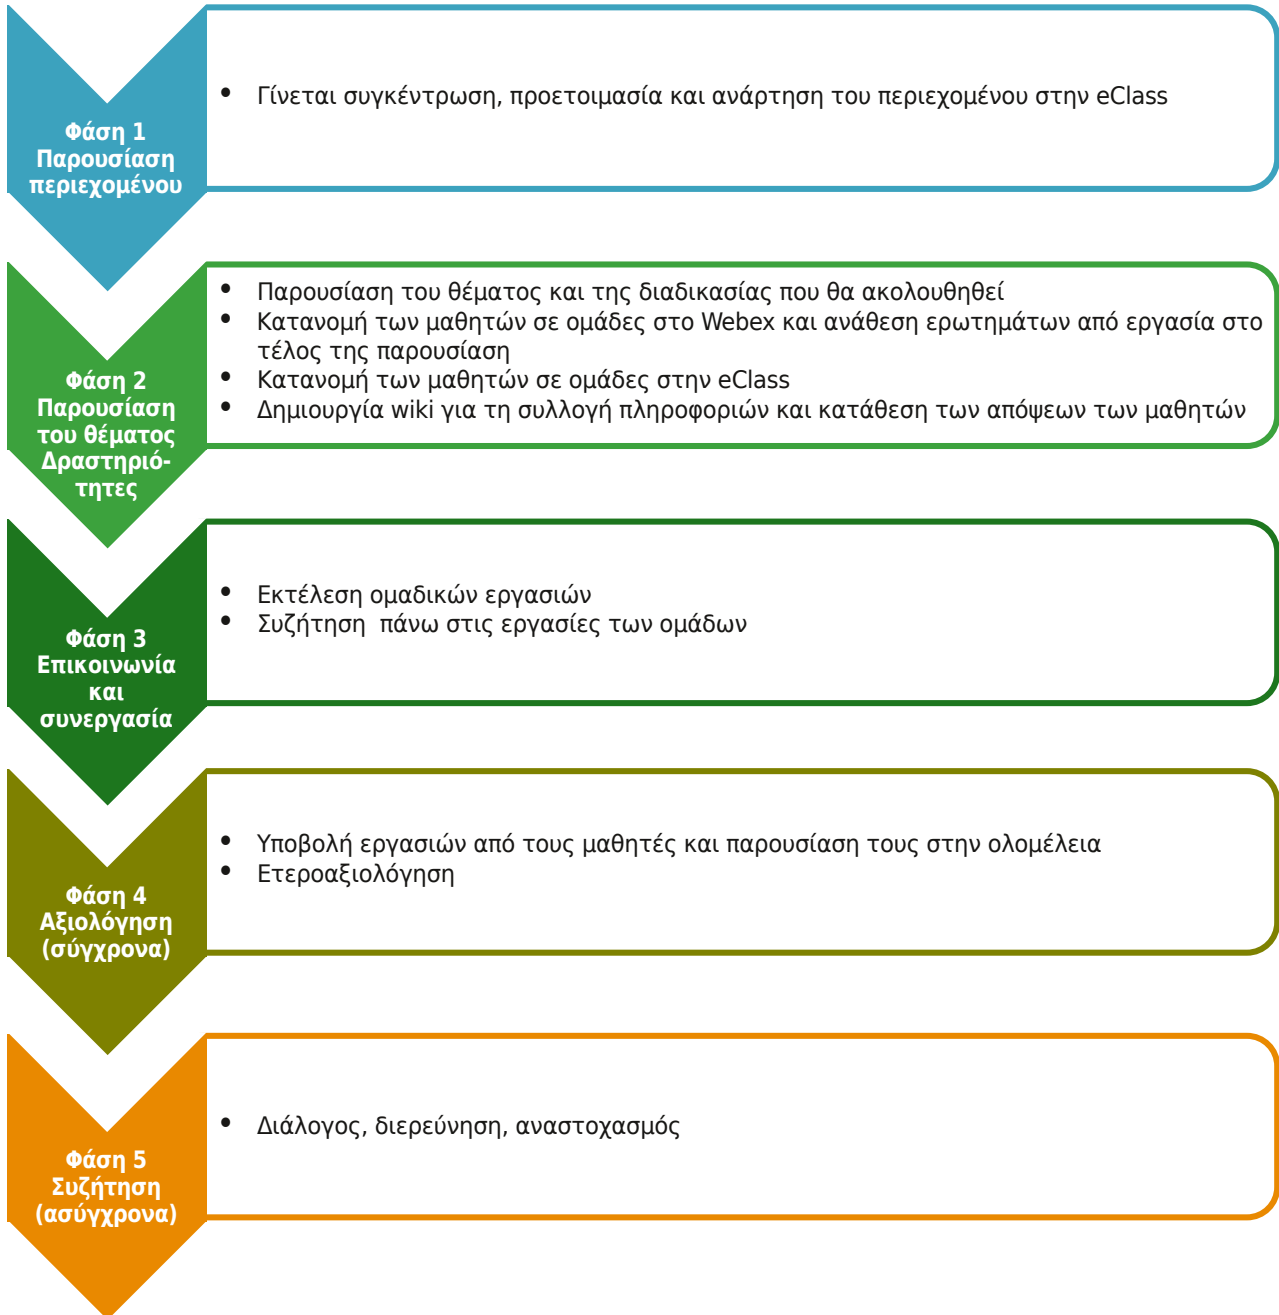 Φάση 1
Παρουσίαση
περιεχομένου
• Γίνεται συγκέντρωση, προετοιμασία και ανάρτηση του περιεχομένου στην eClass
Φάση 2
Παρουσίαση
του θέματος
Δραστηριό-
τητες
• Παρουσίαση του θέματος και της διαδικασίας που θα ακολουθηθεί
• Κατανομή των μαθητών σε ομάδες στο Webex και ανάθεση ερωτημάτων από εργασία στο
τέλος της παρουσίαση
• Κατανομή των μαθητών σε ομάδες στην eClass
• Δημιουργία wiki για τη συλλογή πληροφοριών και κατάθεση των απόψεων των μαθητών
Φάση 3
Επικοινωνία
και
συνεργασία
• Εκτέλεση ομαδικών εργασιών
• Συζήτηση  πάνω στις εργασίες των ομάδων
Φάση 4
Αξιολόγηση
(σύγχρονα)
• Υποβολή εργασιών από τους μαθητές και παρουσίαση τους στην ολομέλεια
• Ετεροαξιολόγηση
Φάση 5
Συζήτηση
(ασύγχρονα)
• Διάλογος, διερεύνηση, αναστοχασμός